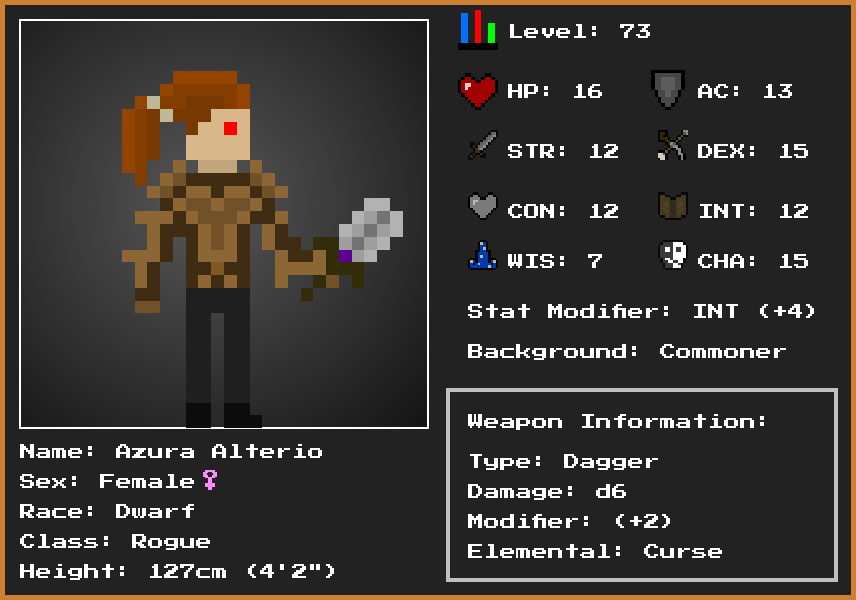 Level: 73
HP: 16
AC: 13
STR: 12
DEX: 15
CON: 12
INT: 12
WIS: 7
CHA: 15
Stat Modifier: INT (+4)
Background: Commoner
Weapon Information:
Type: Dagger
Damage: d6
Modifier: (+2)
Elemental: Curse
Name: Azura Alterio
Sex: Female♀
Race: Dwarf
Class: Rogue
Height: 127cm (4'2")